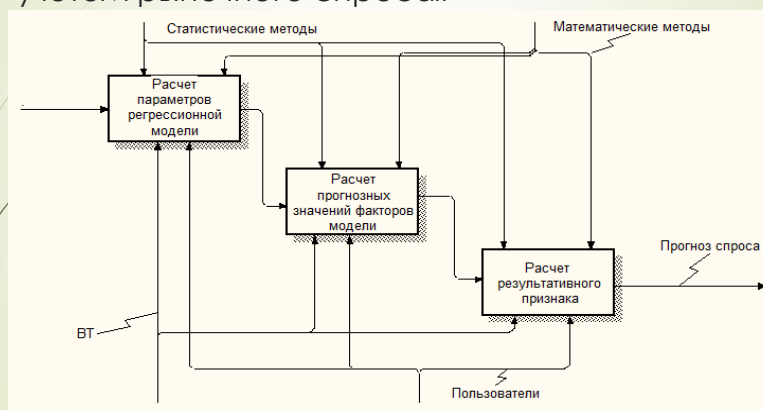 Статистические методы
Математические методы
Расчет
параметров
регрессионной
модели
Расчет
прогнозных
значений факторов
модели
Прогноз спроса
Расчет
результативного
признака
ВТ
Пользователи